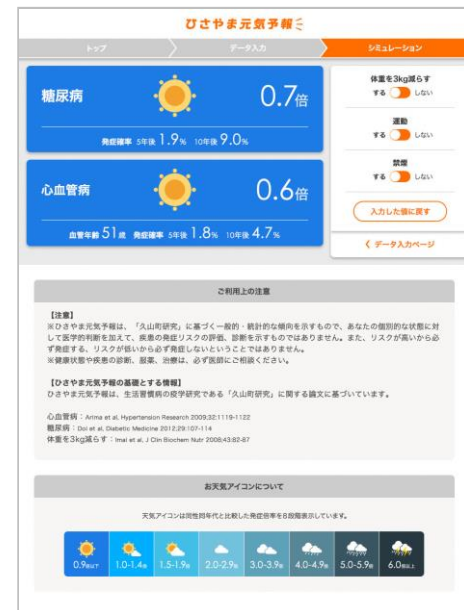 ひさやま元気予報
トップ
データ入力
シミュレーション
糖尿病
0.7倍
発症確率 5年後 1.9% 10年後 9.0%
心血管病
0.6倍
血管年齢 51歳 発症確率 5年後 1.8% 10年後 4.7%
体重を3kg減らす
する しない
運動
する しない
禁煙
する しない
入力した値に戻す
データ入力ページ
ご利用上の注意
【注意】
※ひさやま元気予報は、「久山町研究」に基づく一般的・統計的な傾向を示すもので、あなたの個別的な状態に対
して医学的判断を加えて、疾患の発症リスクの評価、診断を示すものではありません。また、リスクが高いから必
ず発症する、リスクが低いから必ず発症しないということではありません。
※健康状態や疾患の診断、服薬、治療は、必ず医師にご相談ください。
【ひさやま元気予報の基礎とする情報】
ひさやま元気予報は、生活習慣病の疫学研究である「久山町研究」に関する論文に基づいています。
心血管病：Arima et al, Hypertension Research 2009;32:1119-1122
糖尿病：Doi et al, Diabetic Medicine 2012;29:107-114
体重を3kg減らす：Imai et al, J Clin Biochem Nutr 2008;43:82-87
お天気アイコンについて
天気アイコンは同性同年代と比較した発症倍率を8段階表示しています。
0.9倍以下 1.0-1.4倍 1.5-1.9倍 2.0-2.9倍 3.0-3.9倍 4.0-4.9倍 5.0-5.9倍 6.0倍以上